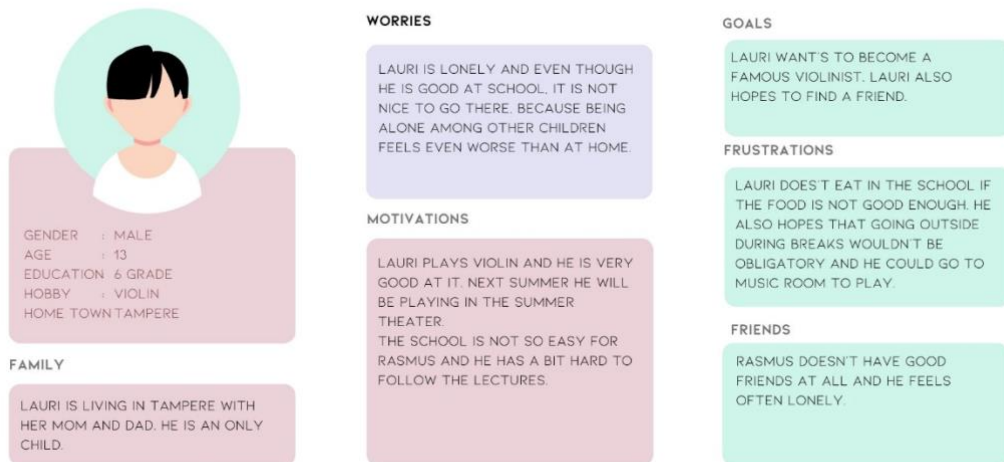 GENDER : MALE
AGE : 13
EDUCATION 6 GRADE
HOBBY : VIOLIN
HOME TOWN TAMPERE
FAMILY
LAURI IS LIVING IN TAMPERE WITH
HER MOM AND DAD. HE IS AN ONLY
CHILD.
WORRIES
LAURI IS LONELY AND EVEN THOUGH
HE IS GOOD AT SCHOOL, IT IS NOT
NICE TO GO THERE. BECAUSE BEING
ALONE AMONG OTHER CHILDREN
FEELS EVEN WORSE THAN AT HOME.
MOTIVATIONS
LAURI PLAYS VIOLIN AND HE IS VERY
GOOD AT IT. NEXT SUMMER HE WILL
BE PLAYING IN THE SUMMER
THEATER.
THE SCHOOL IS NOT SO EASY FOR
RASMUS AND HE HAS A BIT HARD TO
FOLLOW THE LECTURES.
GOALS
LAURI WANT'S TO BECOME A
FAMOUS VIOLINIST. LAURI ALSO
HOPES TO FIND A FRIEND.
FRUSTRATIONS
LAURI DOES'T EAT IN THE SCHOOL IF
THE FOOD IS NOT GOOD ENOUGH. HE
ALSO HOPES THAT GOING OUTSIDE
DURING BREAKS WOULDN'T BE
OBLIGATORY AND HE COULD GO TO
MUSIC ROOM TO PLAY.
FRIENDS
RASMUS DOESN'T HAVE GOOD
FRIENDS AT ALL AND HE FEELS
OFTEN LONELY.